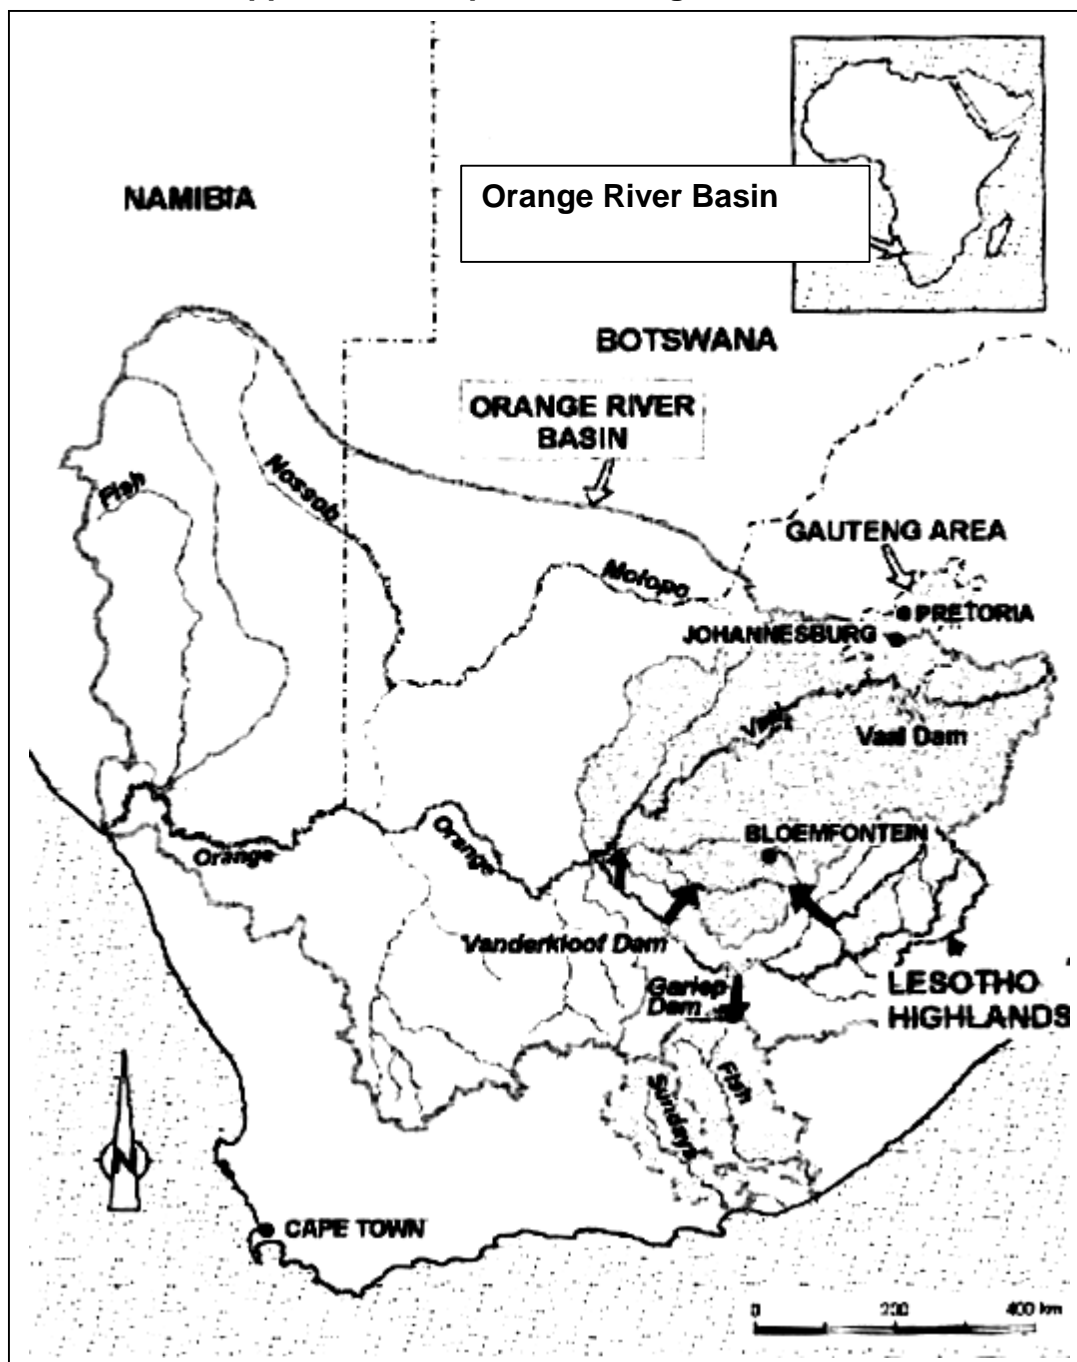 Orange River Basin
NAMIBIA
BOTSWANA
ORANGE RIVER
BASIN
Fish
Nossob
Molopo
GAUTENG AREA
PRETORIA
JOHANNESBURG
Vaal
Vaal Dam
BLOEMFONTEIN
Orange
Orange
Vanderkloof Dam
Gariep
Dam
LESOTHO
HIGHLANDS
Fish
Sundays
N
CAPE TOWN
0 200 400 km